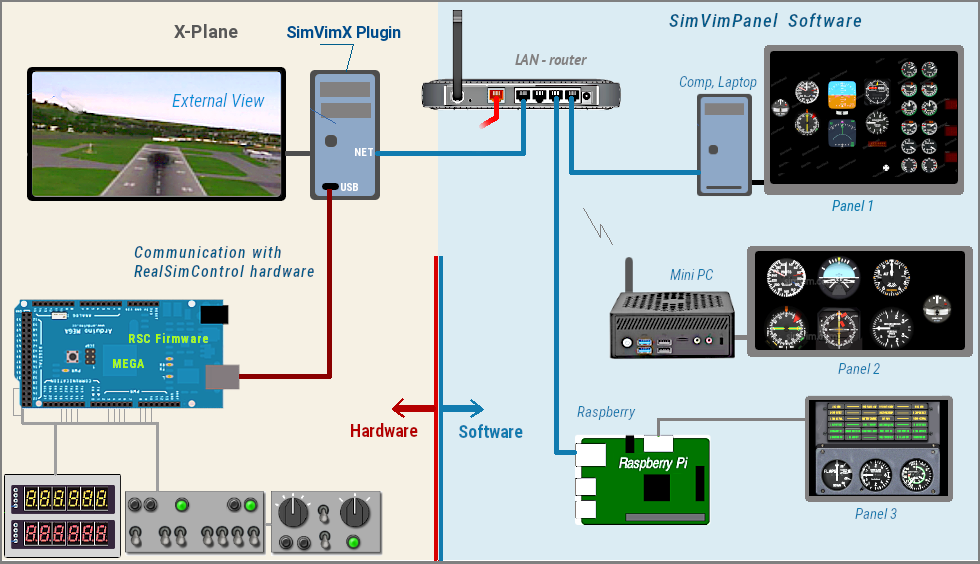 X-Plane
SimVimX Plugin
SimVimPanel Software
LAN - router
Comp, Laptop
External View
NET
USB
Panel 1
Communication with
RealSimControl hardware
Mini PC
RSC Firmware
MEGA
Arduino MEGA
Panel 2
Hardware
Software
Raspberry
Raspberry Pi
Panel 3